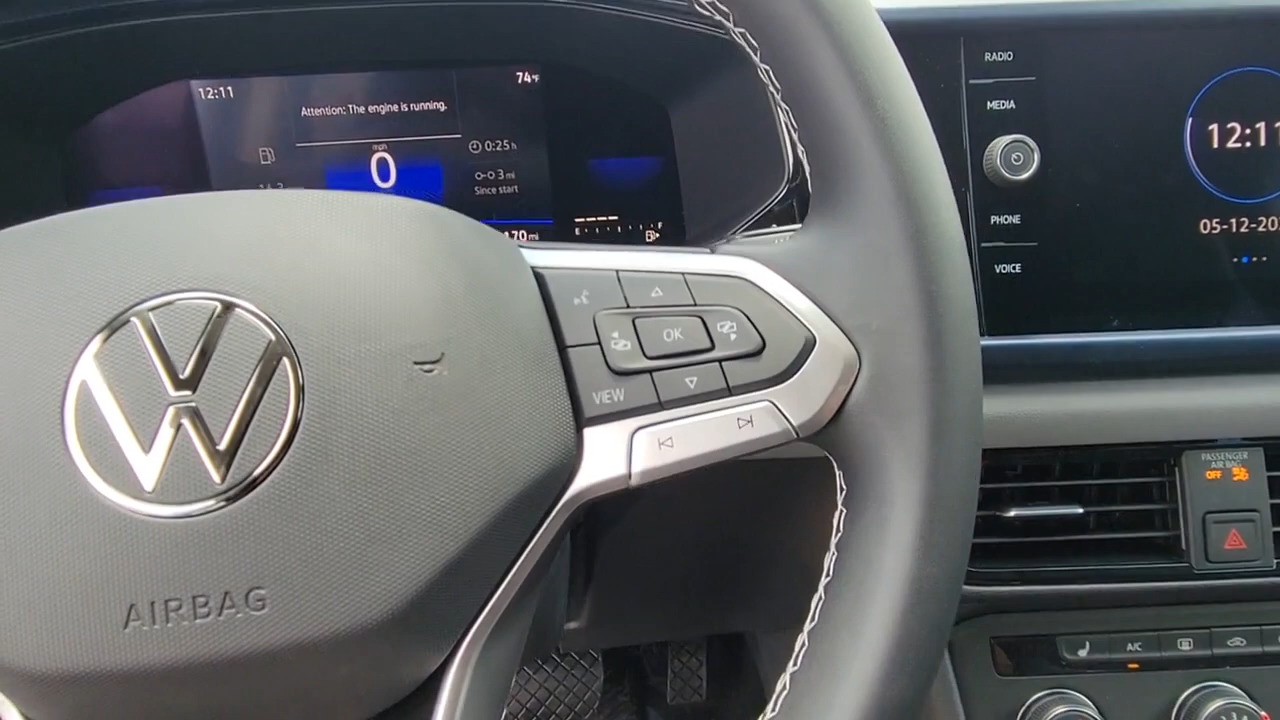 12:11
74°F
Attention: The engine is running.
mph
0
0:25 h
3 mi
Since start
170 mi
E
F
OK
VIEW
AIRBAG
RADIO
MEDIA
PHONE
VOICE
12:11
05-12-20
PASSENGER
AIR BAG
OFF
A/C